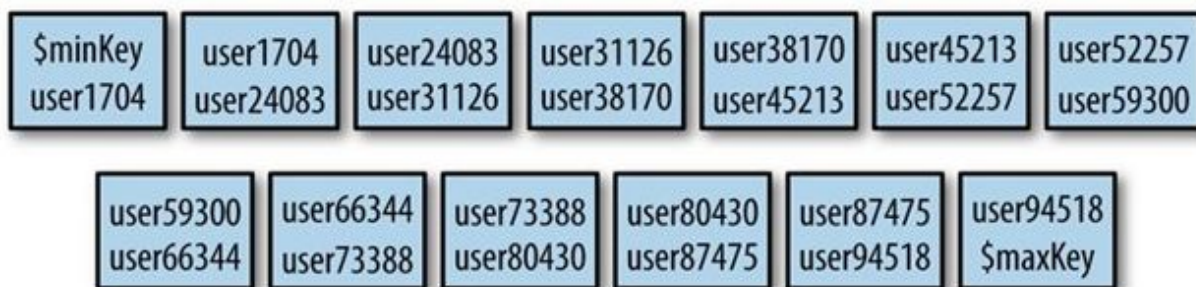 $minKey user1704 user24083 user31126 user38170 user45213 user52257
user1704 user24083 user31126 user38170 user45213 user52257 user59300
user59300 user66344 user73388 user80430 user87475 user94518
user66344 user73388 user80430 user87475 user94518 $maxKey